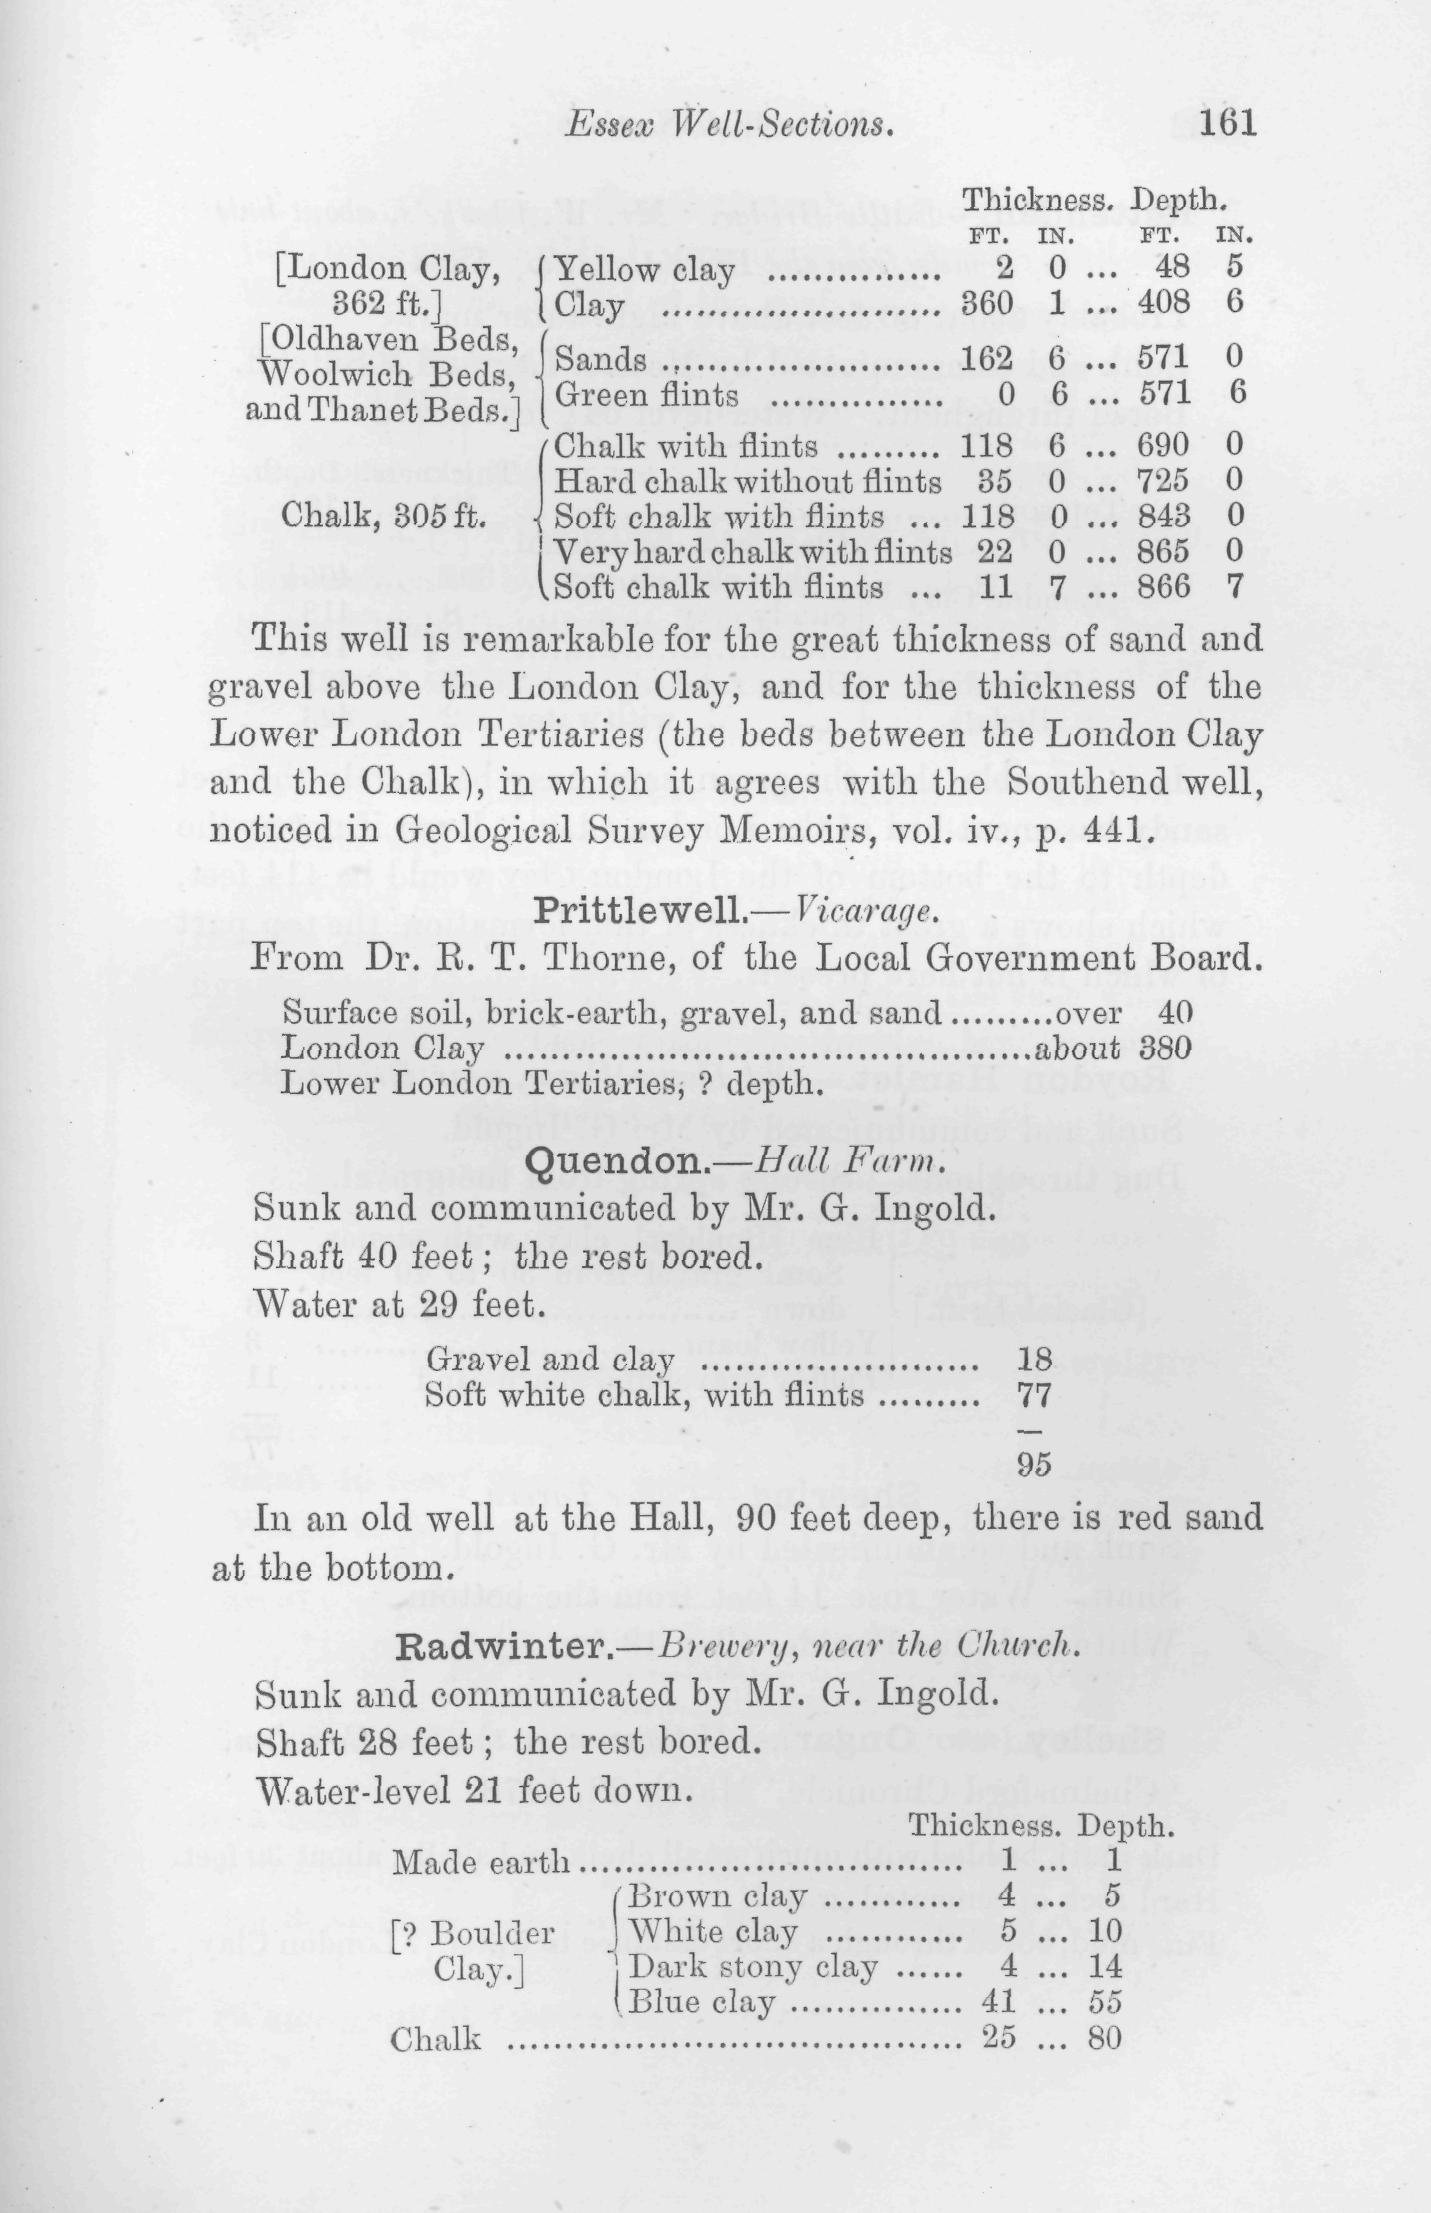 Essex Well-Sections. 161
Thickness. Depth.
FT. IN. FT. IN.
[London Clay, Yellow clay ............... 2 0 ... 48 5
362 ft.] Clay ........................ 360 1 ... 408 6
[Oldhaven Beds,
Woolwich Beds, Sands ........................ 162 6 ... 571 0
and Thanet Beds.] Green flints ............... 0 6 ... 571 6
Chalk with flints ......... 118 6 ... 690 0
Hard chalk without flints 35 0 ... 725 0
Chalk, 305 ft. Soft chalk with flints ... 118 0 ... 843 0
Very hard chalk with flints 22 0 ... 865 0
Soft chalk with flints ... 11 7 ... 866 7
This well is remarkable for the great thickness of sand and
gravel above the London Clay, and for the thickness of the
Lower London Tertiaries (the beds between the London Clay
and the Chalk), in which it agrees with the Southend well,
noticed in Geological Survey Memoirs, vol. iv., p. 441.
Prittlewell.—Vicarage.
From Dr. R. T. Thorne, of the Local Government Board.
Surface soil, brick-earth, gravel, and sand.........over 40
London Clay .............................................about 380
Lower London Tertiaries, ? depth.
Quendon.—Hall Farm.
Sunk and communicated by Mr. G. Ingold.
Shaft 40 feet; the rest bored.
Water at 29 feet.
Gravel and clay ........................ 18
Soft white chalk, with flints ......... 77
—
95
In an old well at the Hall, 90 feet deep, there is red sand
at the bottom.
Radwinter.—Brewery, near the Church.
Sunk and communicated by Mr. G. Ingold.
Shaft 28 feet; the rest bored.
Water-level 21 feet down.
Thickness. Depth.
Made earth................................. 1 ... 1
Brown clay ............ 4 ... 5
[? Boulder White clay ............ 5 ... 10
Clay.] Dark stony clay ...... 4 ... 14
Blue clay ............... 41 ... 55
Chalk ....................................... 25 ... 80